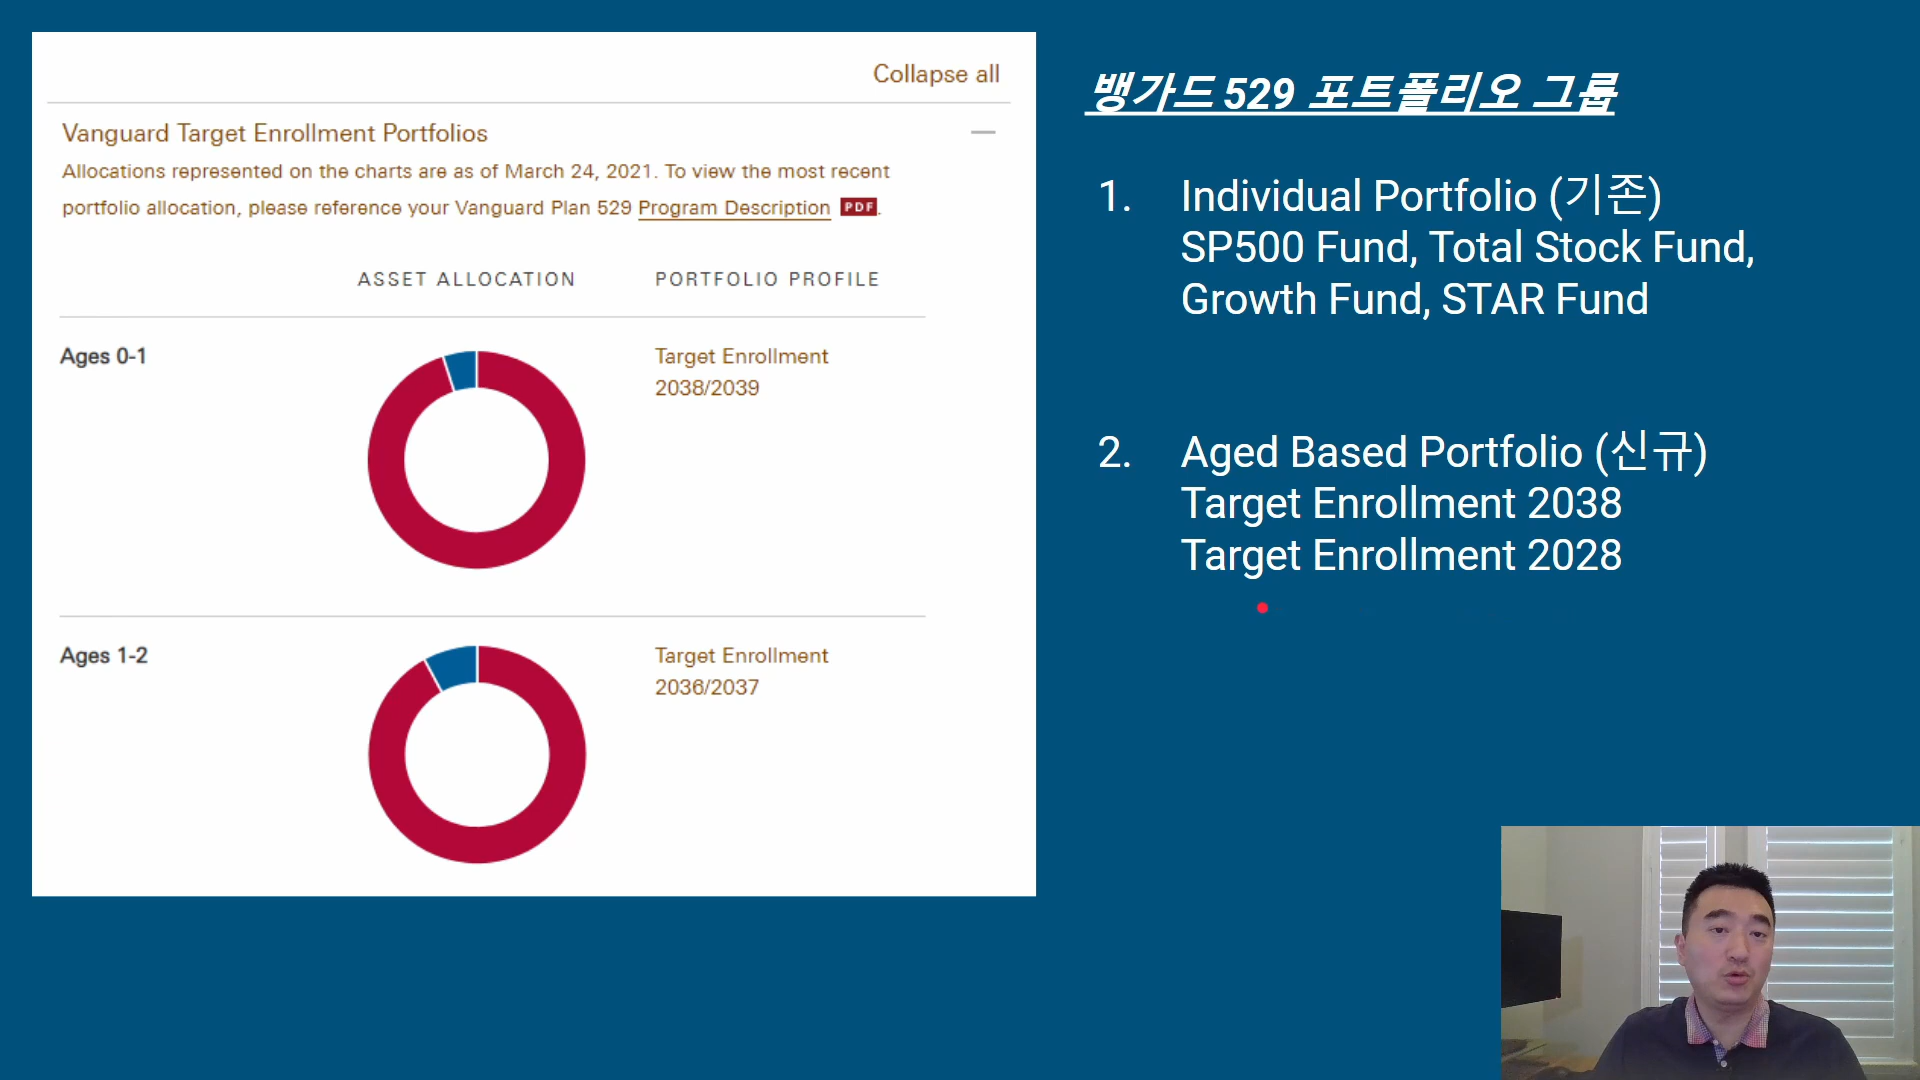 Collapse all
Vanguard Target Enrollment Portfolios
Allocations represented on the charts are as of March 24, 2021. To view the most recent
portfolio allocation, please reference your Vanguard Plan 529 Program Description PDF.
ASSET ALLOCATION PORTFOLIO PROFILE
Ages 0-1
Target Enrollment
2038/2039
Ages 1-2
Target Enrollment
2036/2037
뱅가드 529 포트폴리오 그룹
1. Individual Portfolio (기존)
SP500 Fund, Total Stock Fund,
Growth Fund, STAR Fund
2. Aged Based Portfolio (신규)
Target Enrollment 2038
Target Enrollment 2028